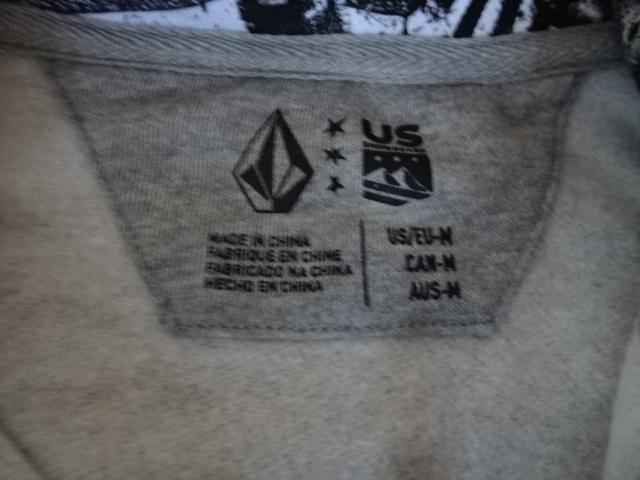 US
MADE IN CHINA
FABRIQUE EN CHINE
FABRICADO NA CHINA
HECHO EN CHINA
US/EU-M
CAN-M
AUS-M